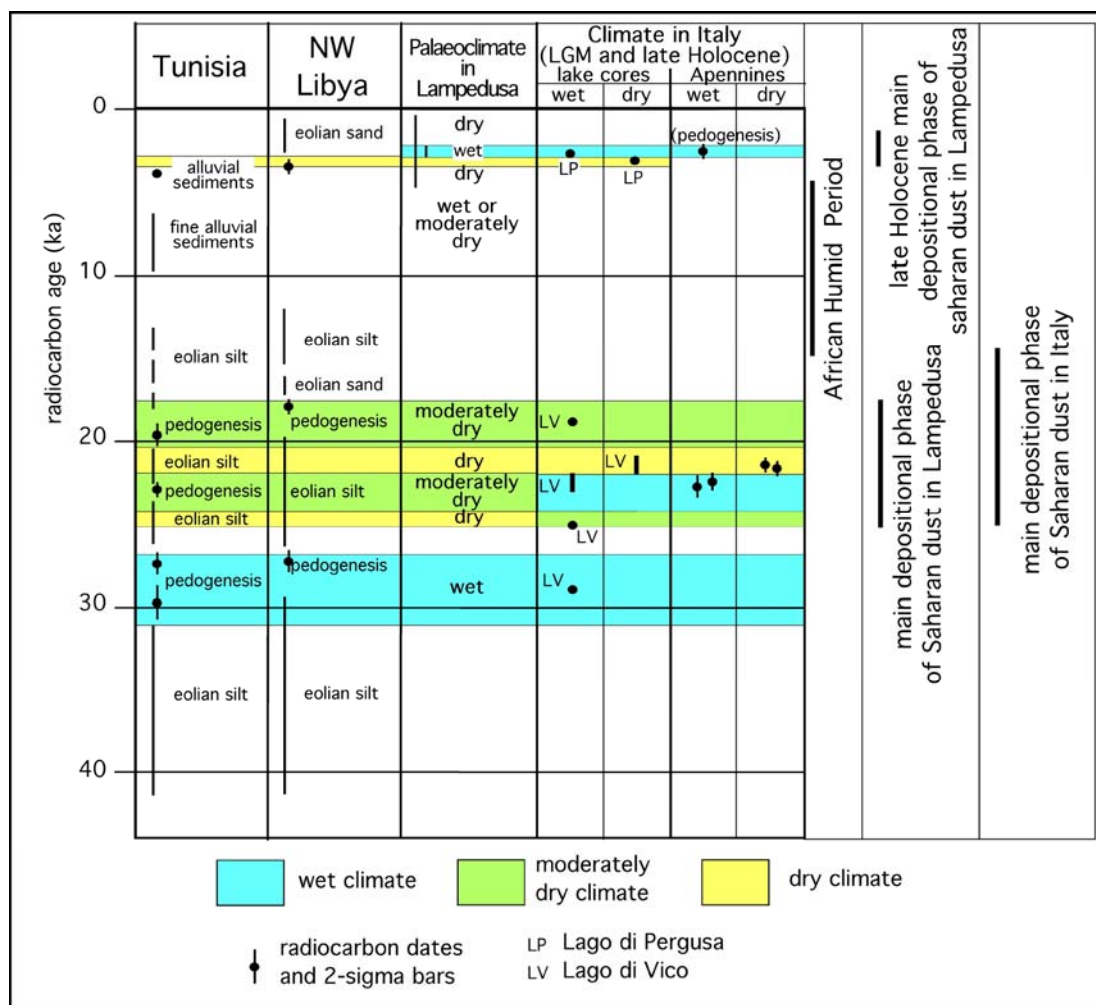 Tunisia
NW
Libya
Palaeoclimate
in
Lampedusa
Climate in Italy
(LGM and late Holocene)
lake cores
Apennines
wet
dry
wet
dry
radiocarbon age (ka)
0
10
20
30
40
alluvial
sediments
fine alluvial
sediments
eolian silt
pedogenesis
eolian silt
pedogenesis
eolian silt
pedogenesis
eolian silt
eolian sand
eolian silt
eolian sand
pedogenesis
eolian silt
pedogenesis
eolian silt
dry
wet
dry
wet or
moderately
dry
moderately
dry
dry
moderately
dry
dry
wet
LP
LP
LV
LV
LV
LV
LV
(pedogenesis)
African Humid Period
late Holocene main
depositional phase of
saharan dust in Lampedusa
main depositional phase
of Saharan dust in Lampedusa
main depositional phase
of Saharan dust in Italy
wet climate
moderately
dry climate
dry climate
radiocarbon dates
and 2-sigma bars
LP Lago di Pergusa
LV Lago di Vico